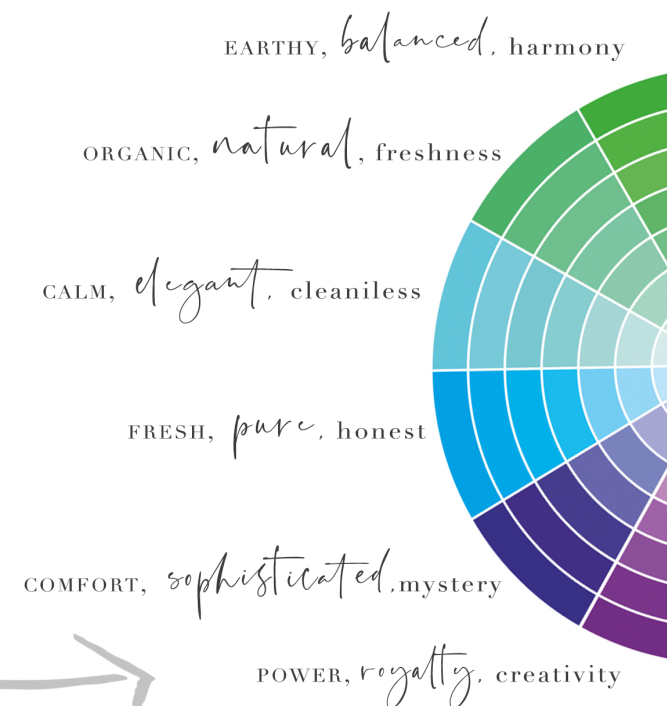 EARTHY, balanced, harmony
ORGANIC, natural, freshness
CALM, elegant, cleaniless
FRESH, pure, honest
COMFORT, sophisticated, mystery
POWER, royalty, creativity